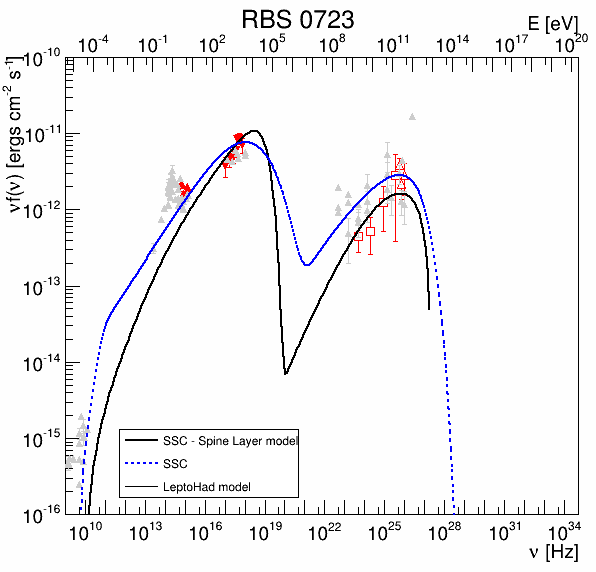 RBS 0723
E [eV]
10^-4 10^-1 10^2 10^5 10^8 10^11 10^14 10^17 10^20
νf(ν) [ergs cm^-2 s^-1]
10^-10
10^-11
10^-12
10^-13
10^-14
10^-15
10^-16
SSC - Spine Layer model
SSC
LeptoHad model
10^10 10^13 10^16 10^19 10^22 10^25 10^28 10^31 10^34
ν [Hz]